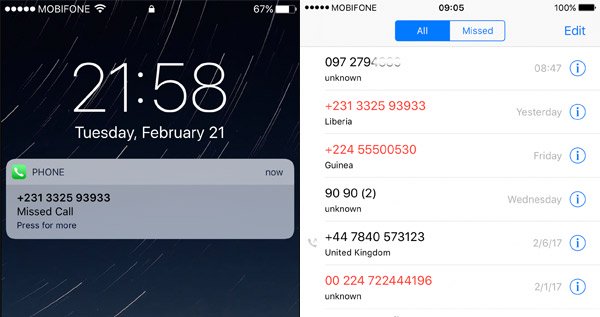 MOBIFONE 67%
21:58
Tuesday, February 21
PHONE now
+231 3325 93933
Missed Call
Press for more
MOBIFONE 09:05 100%
All Missed Edit
097 2794
unknown 08:47
+231 3325 93933
Liberia Yesterday
+224 55500530
Guinea Friday
90 90 (2)
unknown Wednesday
+44 7840 573123
United Kingdom 2/6/17
00 224 722444196
unknown 2/1/17